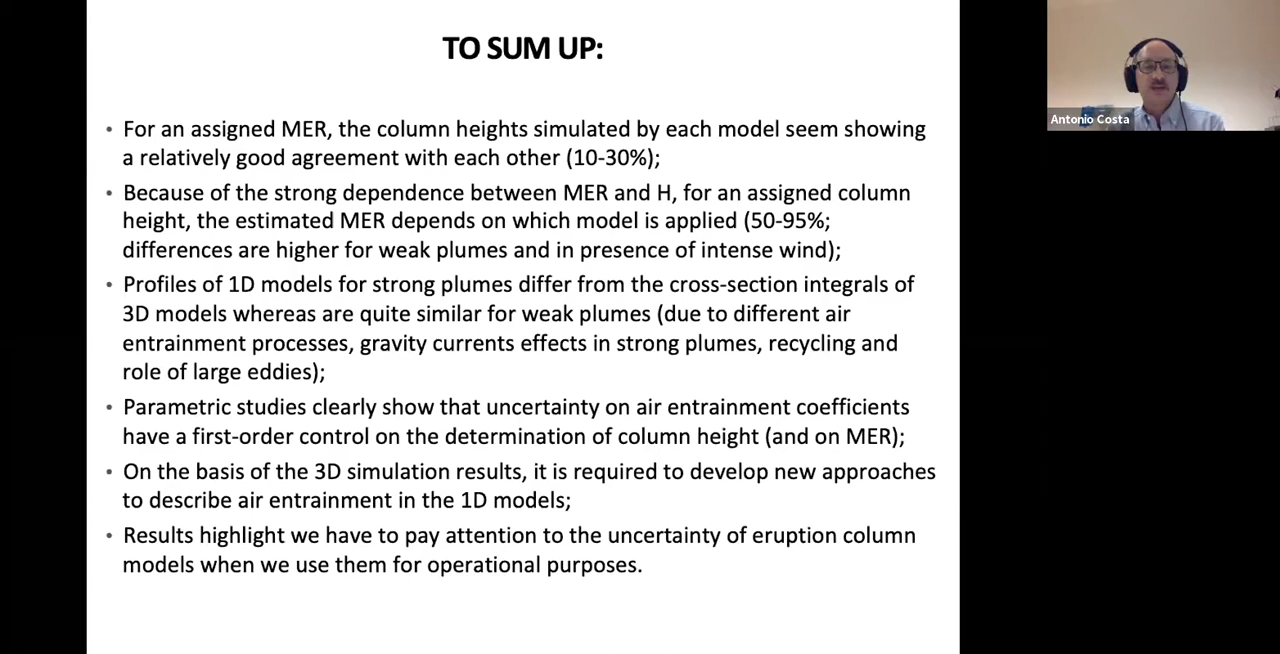 TO SUM UP:
• For an assigned MER, the column heights simulated by each model seem showing
a relatively good agreement with each other (10-30%);
• Because of the strong dependence between MER and H, for an assigned column
height, the estimated MER depends on which model is applied (50-95%;
differences are higher for weak plumes and in presence of intense wind);
• Profiles of 1D models for strong plumes differ from the cross-section integrals of
3D models whereas are quite similar for weak plumes (due to different air
entrainment processes, gravity currents effects in strong plumes, recycling and
role of large eddies);
• Parametric studies clearly show that uncertainty on air entrainment coefficients
have a first-order control on the determination of column height (and on MER);
• On the basis of the 3D simulation results, it is required to develop new approaches
to describe air entrainment in the 1D models;
• Results highlight we have to pay attention to the uncertainty of eruption column
models when we use them for operational purposes.
Antonio Costa